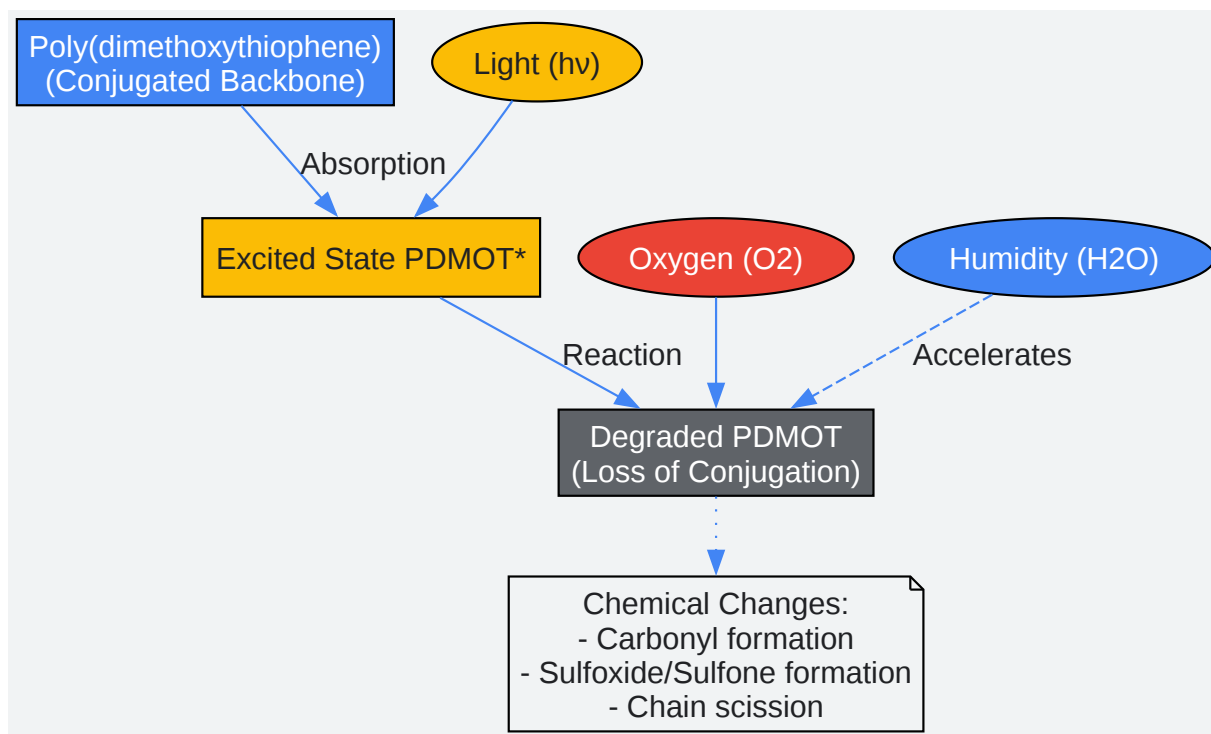 Poly(dimethoxythiophene)
(Conjugated Backbone)
Light (hν)
Absorption
Excited State PDMOT*
Oxygen (O2)
Humidity (H2O)
Reaction
Accelerates
Degraded PDMOT
(Loss of Conjugation)
Chemical Changes:
- Carbonyl formation
- Sulfoxide/Sulfone formation
- Chain scission